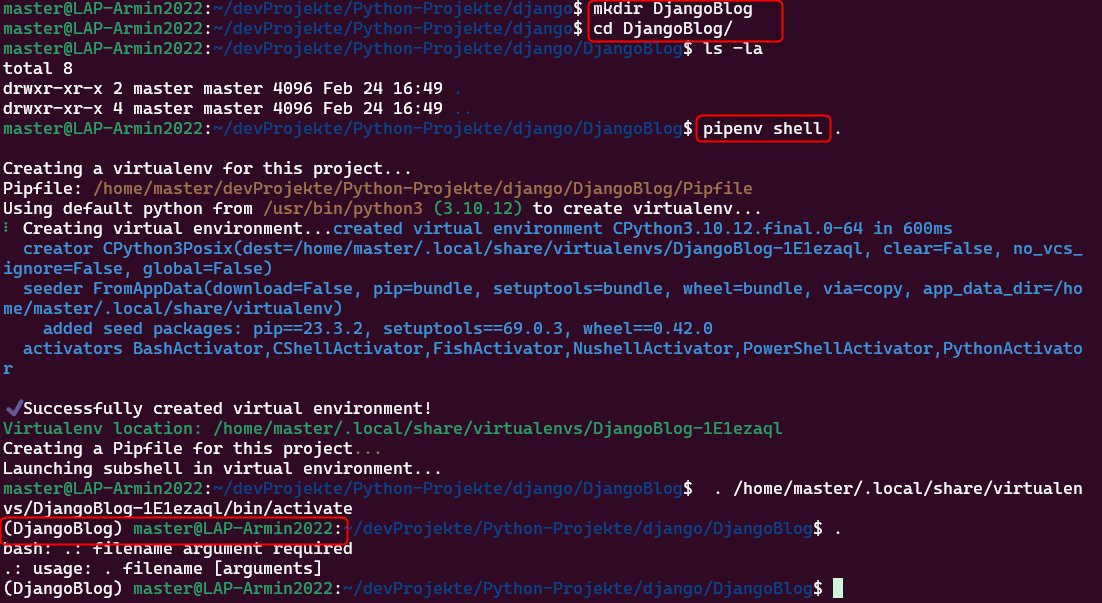 master@LAP-Armin2022:~/devProjekte/Python-Projekte/django$ mkdir DjangoBlog
master@LAP-Armin2022:~/devProjekte/Python-Projekte/django$ cd DjangoBlog/
master@LAP-Armin2022:~/devProjekte/Python-Projekte/django/DjangoBlog$ ls -la
total 8
drwxr-xr-x 2 master master 4096 Feb 24 16:49 .
drwxr-xr-x 4 master master 4096 Feb 24 16:49 ..
master@LAP-Armin2022:~/devProjekte/Python-Projekte/django/DjangoBlog$ pipenv shell .
Creating a virtualenv for this project...
Pipfile: /home/master/devProjekte/Python-Projekte/django/DjangoBlog/Pipfile
Using default python from /usr/bin/python3 (3.10.12) to create virtualenv...
⠇ Creating virtual environment...created virtual environment CPython3.10.12.final.0-64 in 600ms
  creator CPython3Posix(dest=/home/master/.local/share/virtualenvs/DjangoBlog-1E1ezaql, clear=False, no_vcs_
ignore=False, global=False)
  seeder FromAppData(download=False, pip=bundle, setuptools=bundle, wheel=bundle, via=copy, app_data_dir=/ho
me/master/.local/share/virtualenv)
    added seed packages: pip==23.3.2, setuptools==69.0.3, wheel==0.42.0
  activators BashActivator,CShellActivator,FishActivator,NushellActivator,PowerShellActivator,PythonActivato
r
✔Successfully created virtual environment!
Virtualenv location: /home/master/.local/share/virtualenvs/DjangoBlog-1E1ezaql
Creating a Pipfile for this project...
Launching subshell in virtual environment...
master@LAP-Armin2022:~/devProjekte/Python-Projekte/django/DjangoBlog$  . /home/master/.local/share/virtualen
vs/DjangoBlog-1E1ezaql/bin/activate
(DjangoBlog) master@LAP-Armin2022:~/devProjekte/Python-Projekte/django/DjangoBlog$ .
bash: .: filename argument required
.: usage: . filename [arguments]
(DjangoBlog) master@LAP-Armin2022:~/devProjekte/Python-Projekte/django/DjangoBlog$